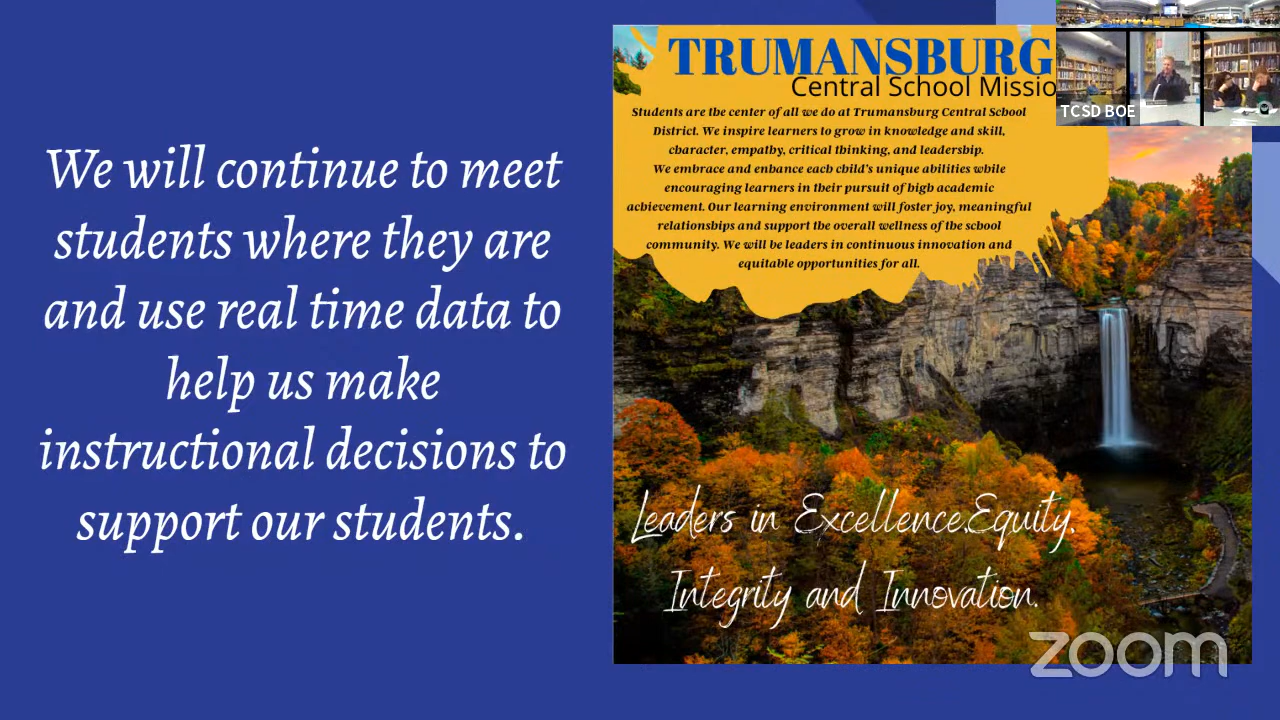 We will continue to meet
students where they are
and use real time data to
help us make
instructional decisions to
support our students.
TRUMANSBURG
Central School Missio
Students are the center of all we do at Trumansburg Central School
District. We inspire learners to grow in knowledge and skill,
character, empathy, critical thinking, and leadership.
We embrace and enhance each child's unique abilities while
encouraging learners in their pursuit of high academic
achievement. Our learning environment will foster joy, meaningful
relationships and support the overall wellness of the school
community. We will be leaders in continuous innovation and
equitable opportunities for all.
Leaders in Excellence,Equity,
Integrity and Innovation.
TCSD BOE
zoom